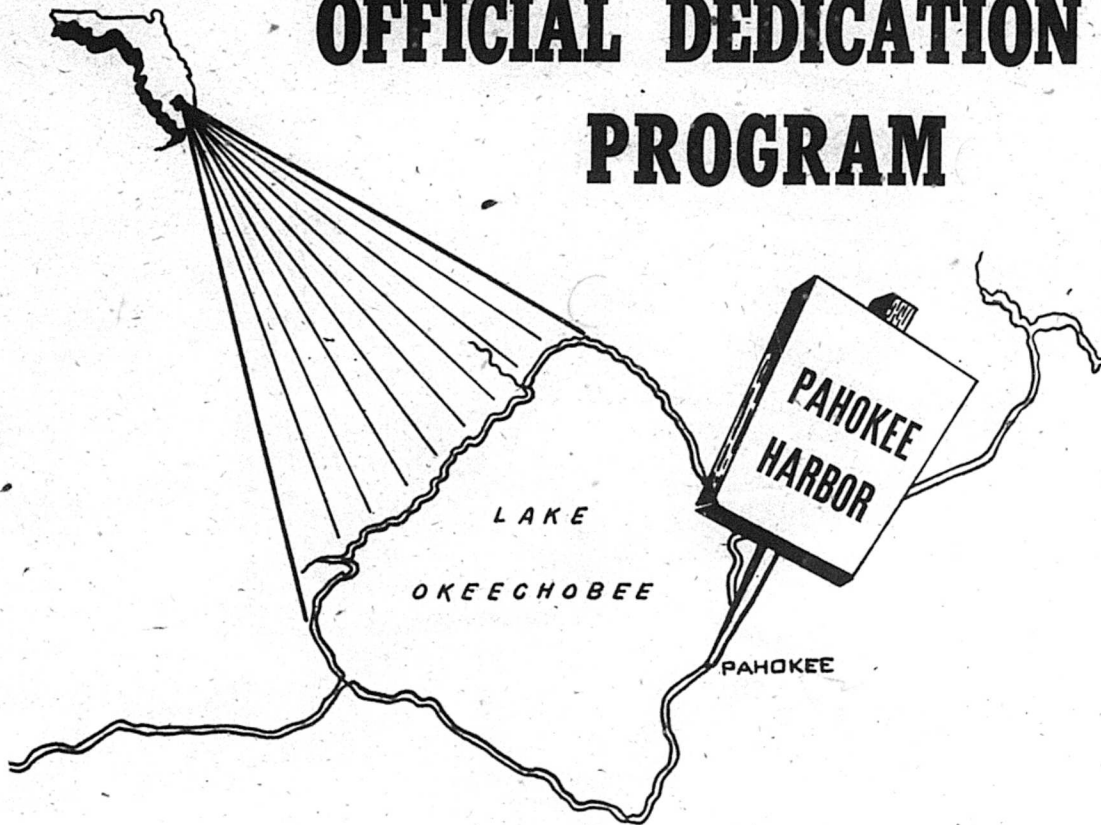 OFFICIAL DEDICATION
PROGRAM
PAHOKEE
HARBOR
LAKE
OKEECHOBEE
PAHOKEE